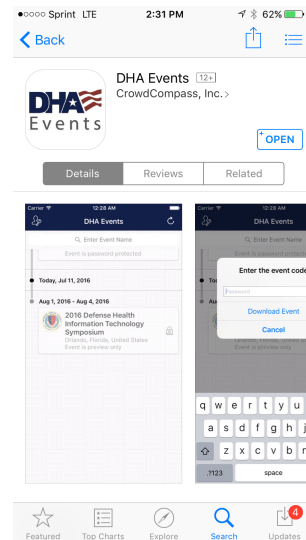 Sprint LTE 2:31 PM 62%
Back
DHA
Events
DHA Events 12+
CrowdCompass, Inc. >
+ OPEN
Details Reviews Related
Carrier 12:28 AM
DHA Events
Enter Event Name
Event is password protected
Today, Jul 11, 2016
Aug 1, 2016 - Aug 4, 2016
2016 Defense Health
Information Technology
Symposium
Orlando, Florida, United States
Event is preview only
Carrier 12:28 AM
DHA Events
Enter Event Name
Enter the event code
Password
Download Event
Cancel
q w e r t y u
a s d f g h j
z x c v b
.?123 space
Featured Top Charts Explore Search Updates
4